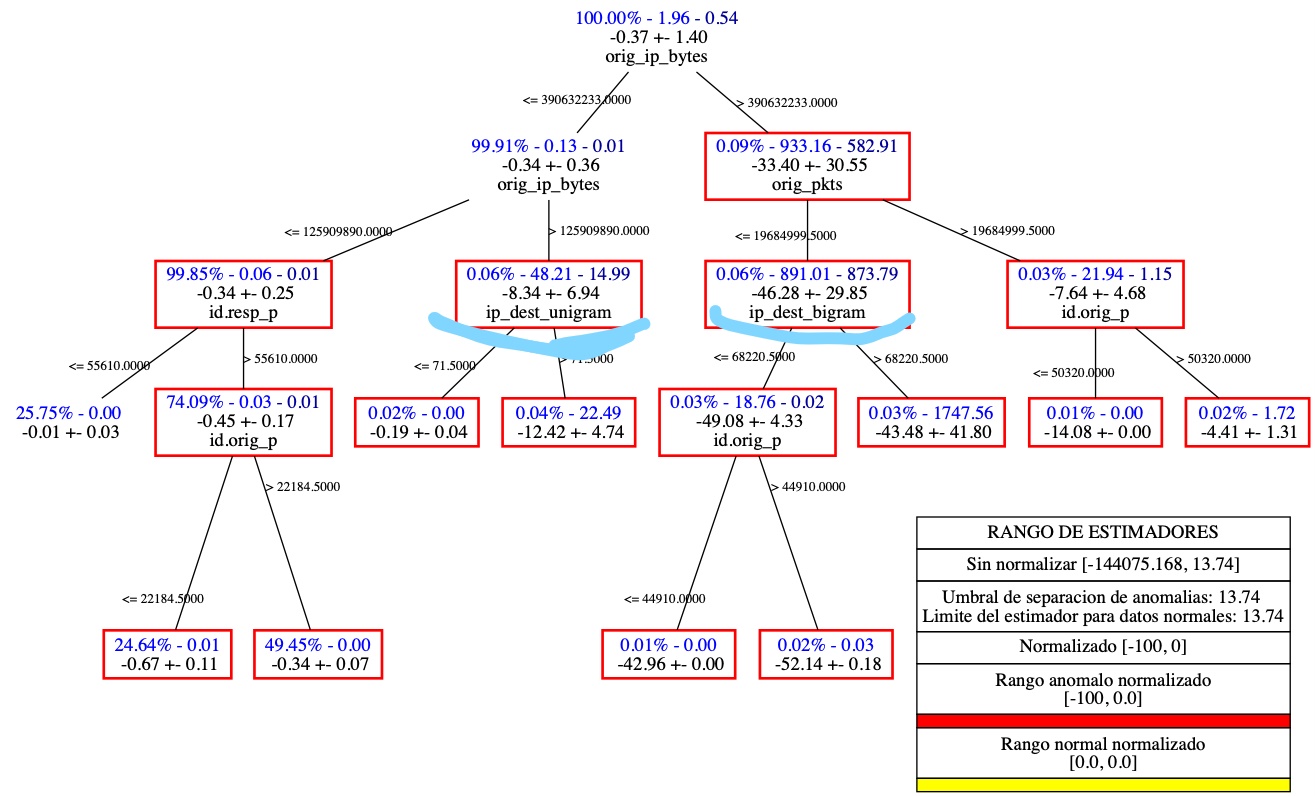 100.00% - 1.96 - 0.54
-0.37 +- 1.40
orig_ip_bytes
<= 390632233.0000
> 390632233.0000
99.91% - 0.13 - 0.01
-0.34 +- 0.36
orig_ip_bytes
0.09% - 933.16 - 582.91
-33.40 +- 30.55
orig_pkts
<= 125909890.0000
> 125909890.0000
<= 19684999.5000
> 19684999.5000
99.85% - 0.06 - 0.01
-0.34 +- 0.25
id.resp_p
0.06% - 48.21 - 14.99
-8.34 +- 6.94
ip_dest_unigram
0.06% - 891.01 - 873.79
-46.28 +- 29.85
ip_dest_bigram
0.03% - 21.94 - 1.15
-7.64 +- 4.68
id.orig_p
<= 55610.0000
> 55610.0000
<= 71.5000
> 71.5000
<= 68220.5000
> 68220.5000
<= 50320.0000
> 50320.0000
25.75% - 0.00
-0.01 +- 0.03
74.09% - 0.03 - 0.01
-0.45 +- 0.17
id.orig_p
0.02% - 0.00
-0.19 +- 0.04
0.04% - 22.49
-12.42 +- 4.74
0.03% - 18.76 - 0.02
-49.08 +- 4.33
id.orig_p
0.03% - 1747.56
-43.48 +- 41.80
0.01% - 0.00
-14.08 +- 0.00
0.02% - 1.72
-4.41 +- 1.31
<= 22184.5000
> 22184.5000
<= 44910.0000
> 44910.0000
24.64% - 0.01
-0.67 +- 0.11
49.45% - 0.00
-0.34 +- 0.07
0.01% - 0.00
-42.96 +- 0.00
0.02% - 0.03
-52.14 +- 0.18
RANGO DE ESTIMADORES
Sin normalizar [-144075.168, 13.74]
Umbral de separacion de anomalias: 13.74
Limite del estimador para datos normales: 13.74
Normalizado [-100, 0]
Rango anomalo normalizado
[-100, 0.0]
Rango normal normalizado
[0.0, 0.0]